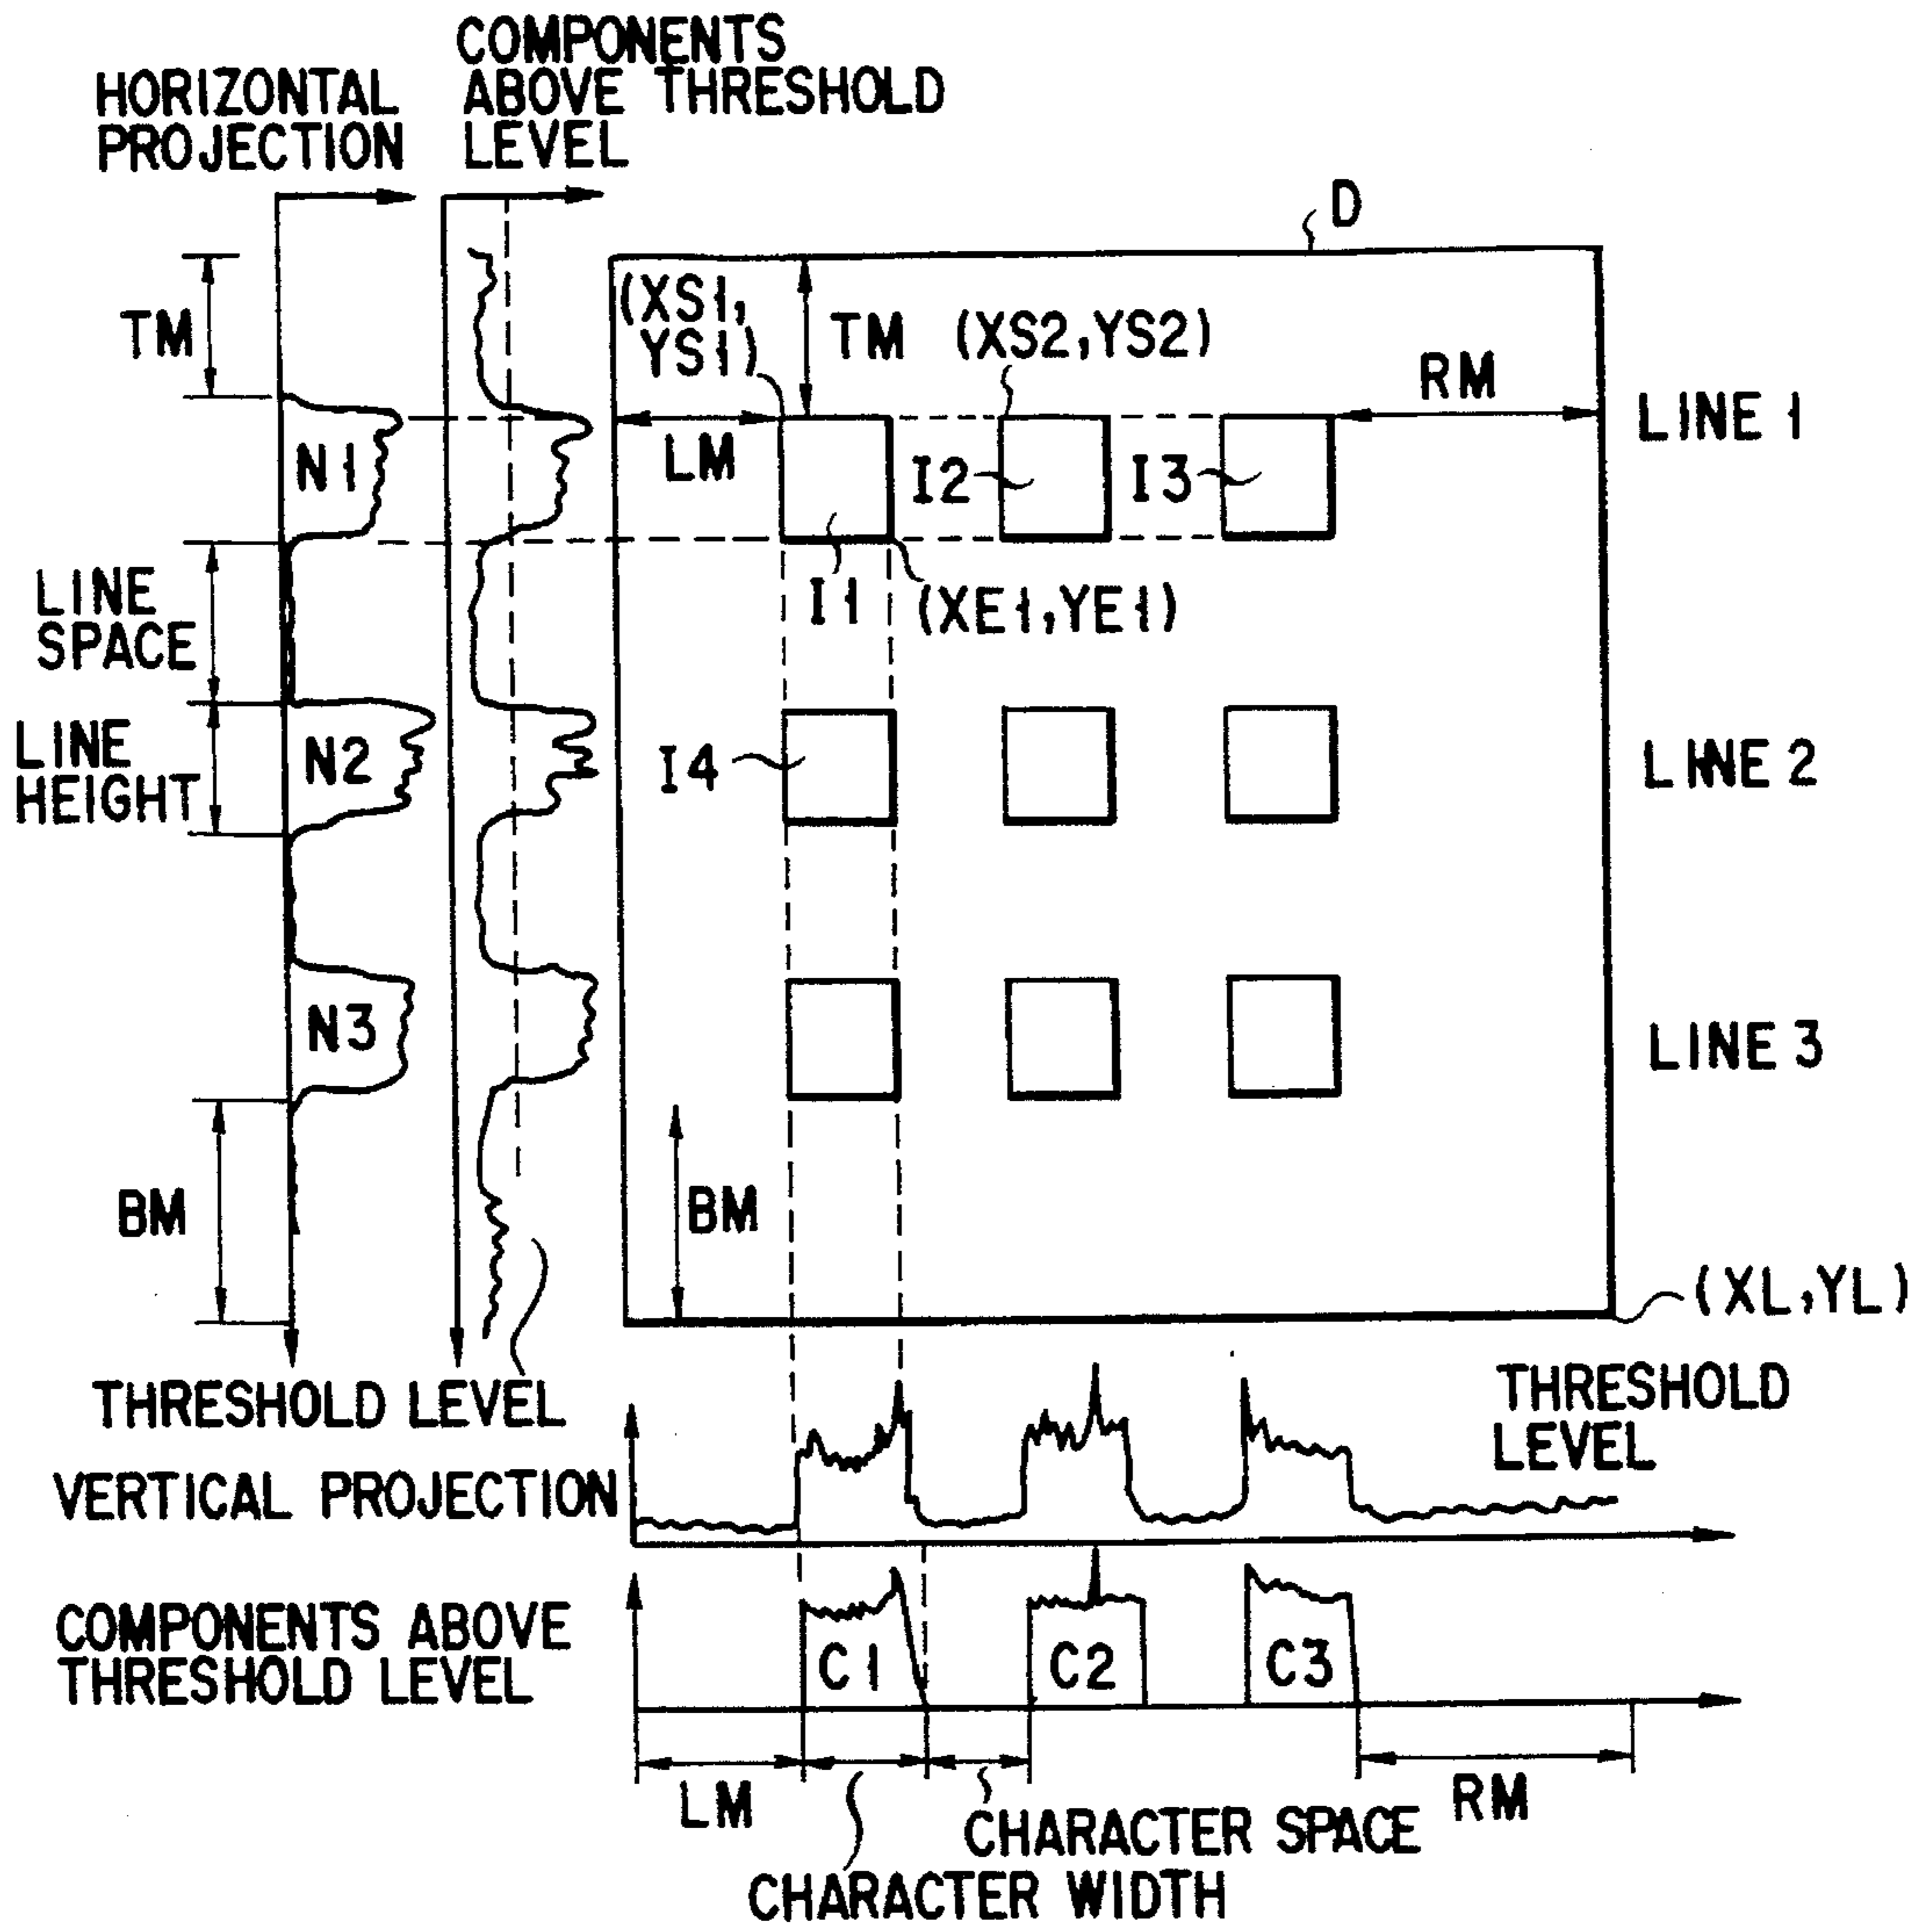 HORIZONTAL
PROJECTION
COMPONENTS
ABOVE THRESHOLD
LEVEL
D
TM
(XS1,
YS1)
TM
(XS2,YS2)
RM
LINE 1
N1
LM
I2
I3
I1
(XE1,YE1)
LINE
SPACE
LINE
HEIGHT
N2
I4
LINE 2
N3
LINE 3
BM
BM
(XL,YL)
THRESHOLD LEVEL
THRESHOLD
LEVEL
VERTICAL PROJECTION
COMPONENTS ABOVE
THRESHOLD LEVEL
C1
C2
C3
LM
RM
CHARACTER SPACE
CHARACTER WIDTH